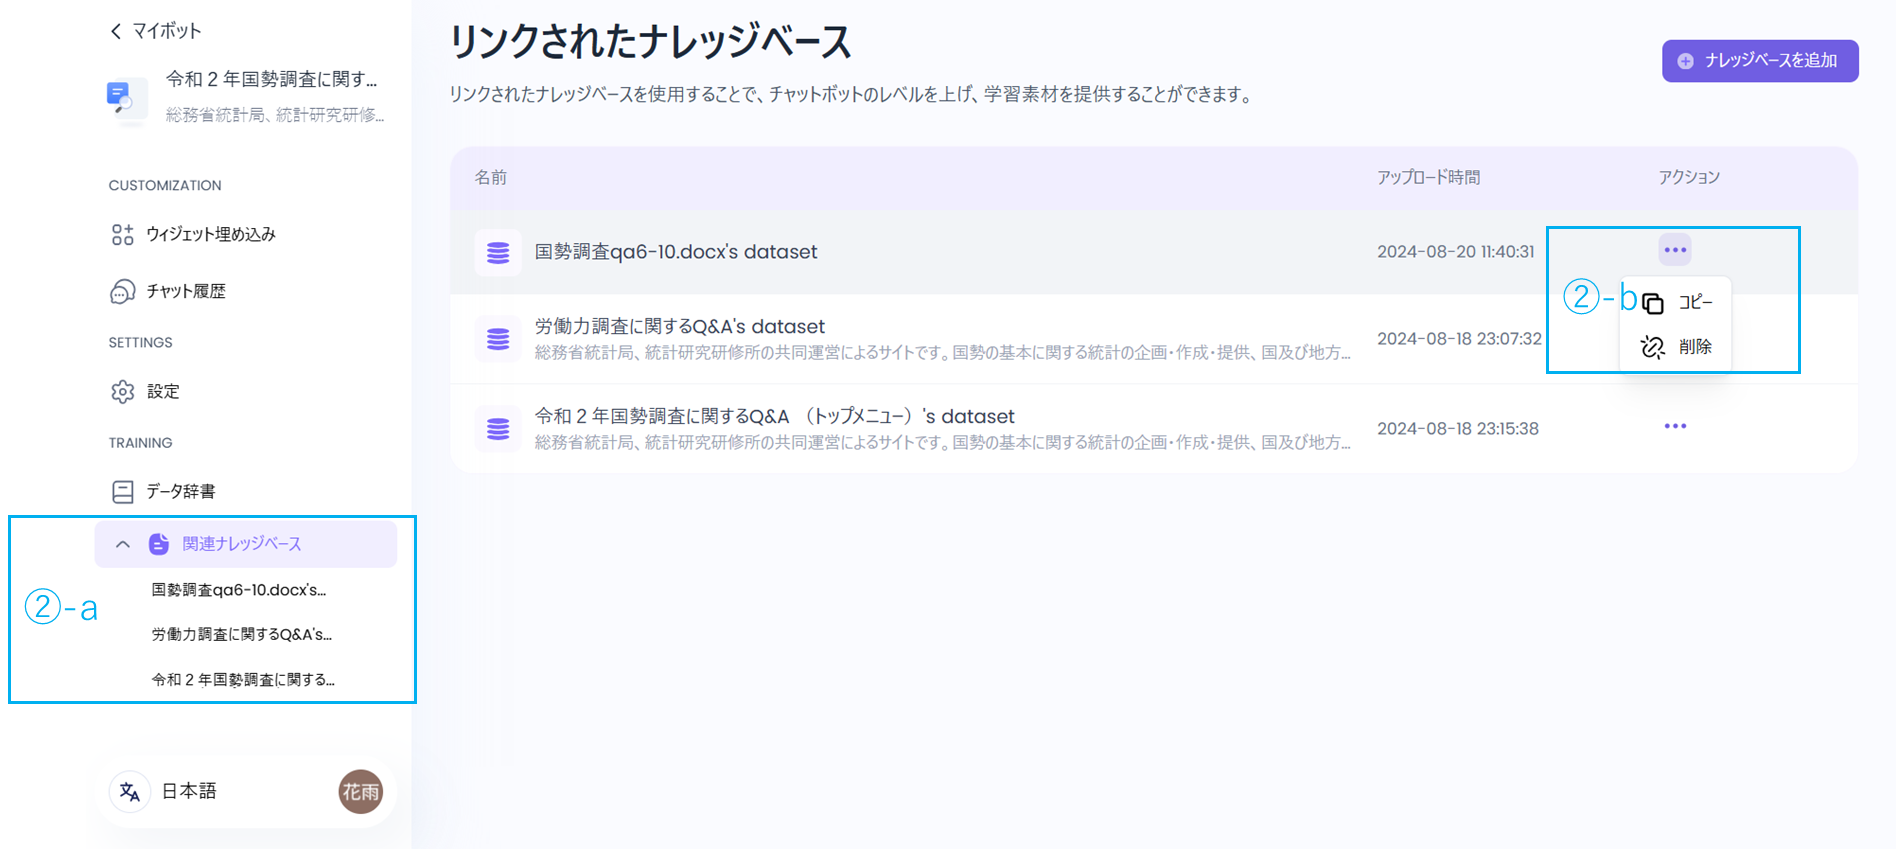 マイボット
令和２年国勢調査に関す...
総務省統計局、統計研究研修...
CUSTOMIZATION
ウィジェット埋め込み
チャット履歴
SETTINGS
設定
TRAINING
データ辞書
関連ナレッジベース
②-a
国勢調査qa6-10.docx's...
労働力調査に関するQ&A's...
令和２年国勢調査に関する...
日本語
花雨
リンクされたナレッジベース
リンクされたナレッジベースを使用することで、チャットボットのレベルを上げ、学習素材を提供することができます。
ナレッジベースを追加
名前 アップロード時間 アクション
国勢調査qa6-10.docx's dataset 2024-08-20 11:40:31
②-b
コピー
削除
労働力調査に関するQ&A's dataset
総務省統計局、統計研究研修所の共同運営によるサイトです。国勢の基本に関する統計の企画・作成・提供、国及び地方... 2024-08-18 23:07:32
令和２年国勢調査に関するQ&A （トップメニュー）'s dataset
総務省統計局、統計研究研修所の共同運営によるサイトです。国勢の基本に関する統計の企画・作成・提供、国及び地方... 2024-08-18 23:15:38